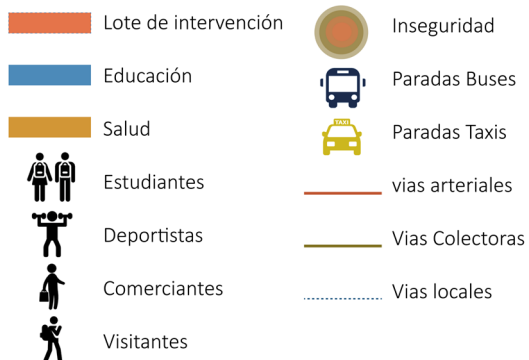 Lote de intervención
Educación
Salud
Estudiantes
Deportistas
Comerciantes
Visitantes
Inseguridad
Paradas Buses
TAXI
Paradas Taxis
vias arteriales
Vias Colectoras
Vias locales